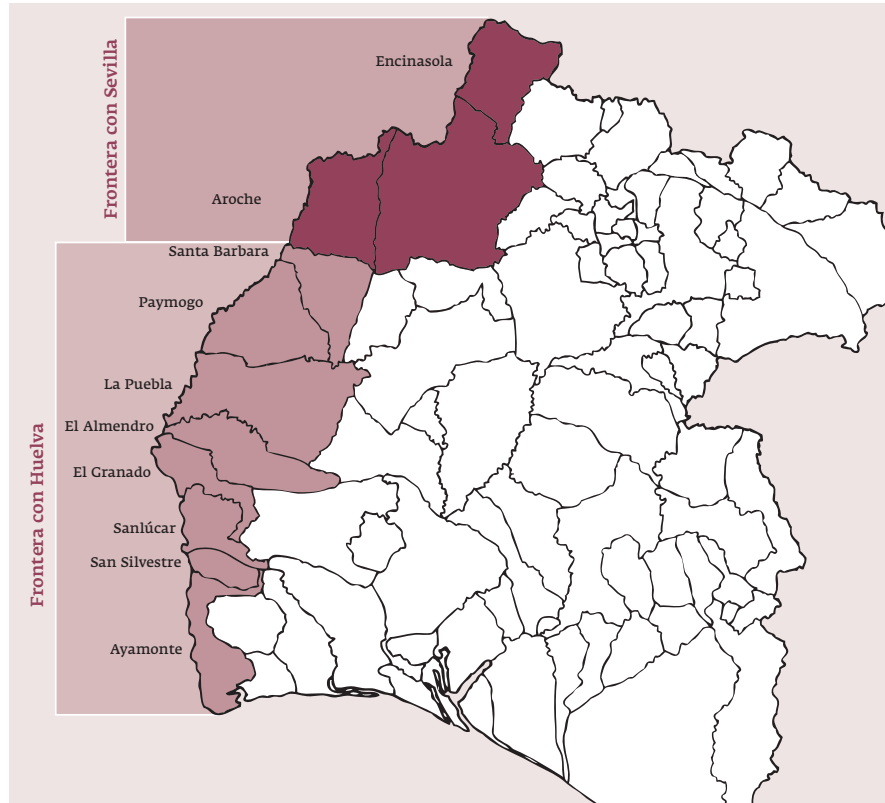 Frontera con Sevilla
Encinasola
Aroche
Frontera con Huelva
Santa Barbara
Paymogo
La Puebla
El Almendro
El Granado
Sanlúcar
San Silvestre
Ayamonte